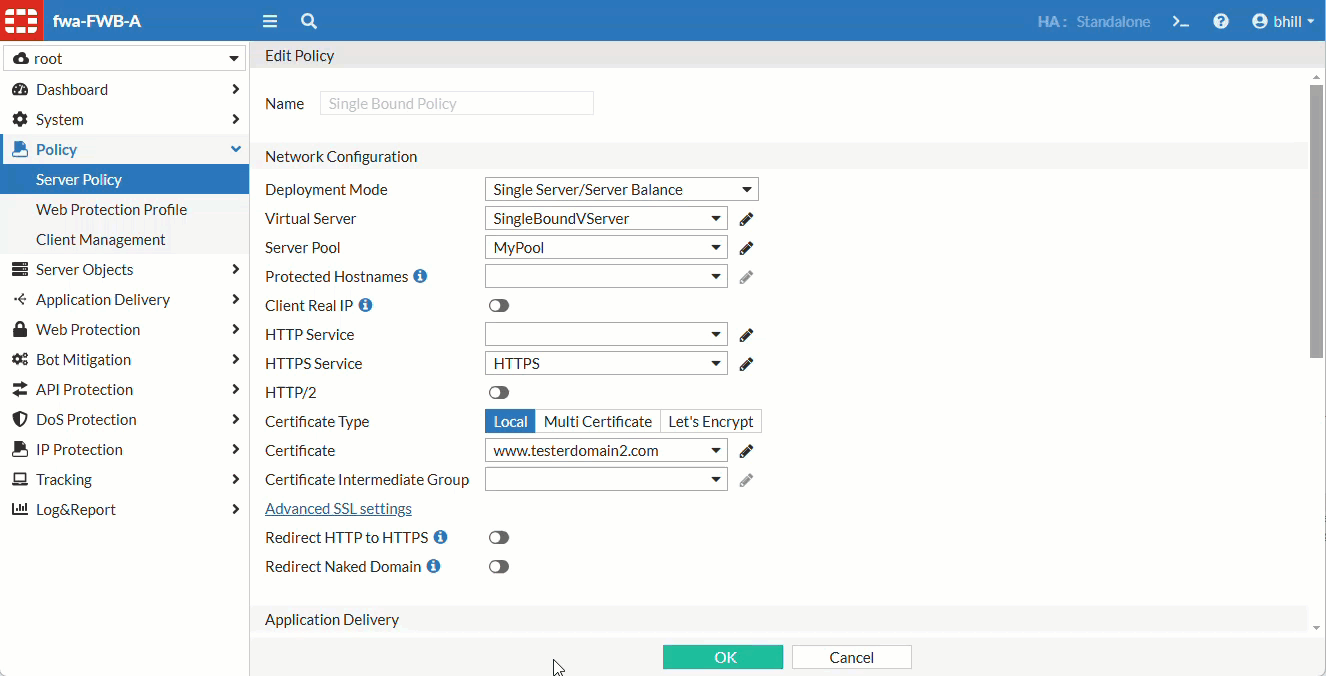 fwa-FWB-A
HA: Standalone
bhill
root
Dashboard
System
Policy
Server Policy
Web Protection Profile
Client Management
Server Objects
Application Delivery
Web Protection
Bot Mitigation
API Protection
DoS Protection
IP Protection
Tracking
Log&Report
Edit Policy
Name Single Bound Policy
Network Configuration
Deployment Mode Single Server/Server Balance
Virtual Server SingleBoundVServer
Server Pool MyPool
Protected Hostnames
Client Real IP
HTTP Service
HTTPS Service HTTPS
HTTP/2
Certificate Type Local Multi Certificate Let's Encrypt
Certificate www.testerdomain2.com
Certificate Intermediate Group
Advanced SSL settings
Redirect HTTP to HTTPS
Redirect Naked Domain
Application Delivery
OK Cancel